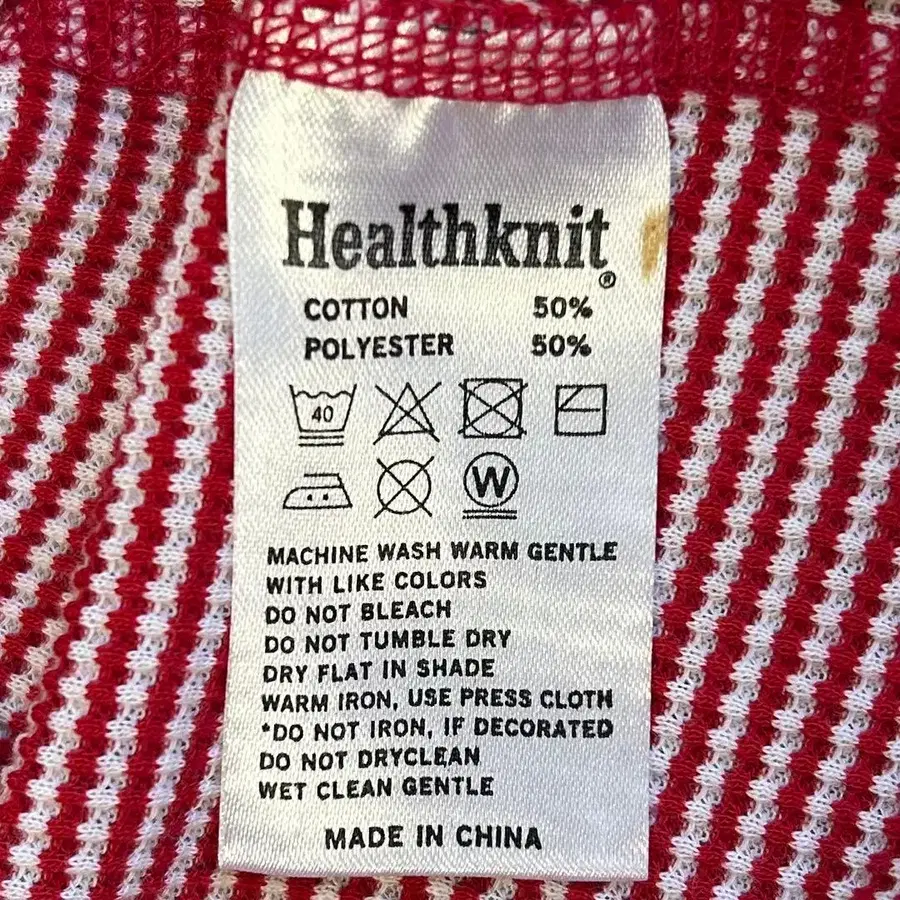 Healthknit®
COTTON 50%
POLYESTER 50%
40
W
MACHINE WASH WARM GENTLE
WITH LIKE COLORS
DO NOT BLEACH
DO NOT TUMBLE DRY
DRY FLAT IN SHADE
WARM IRON, USE PRESS CLOTH
*DO NOT IRON, IF DECORATED
DO NOT DRYCLEAN
WET CLEAN GENTLE
MADE IN CHINA